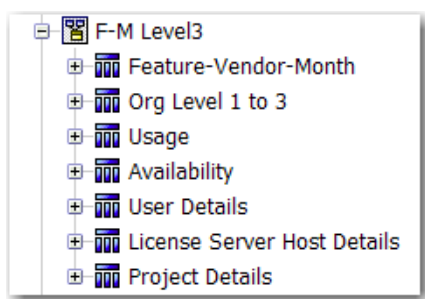 F-M Level3
Feature-Vendor-Month
Org Level 1 to 3
Usage
Availability
User Details
License Server Host Details
Project Details